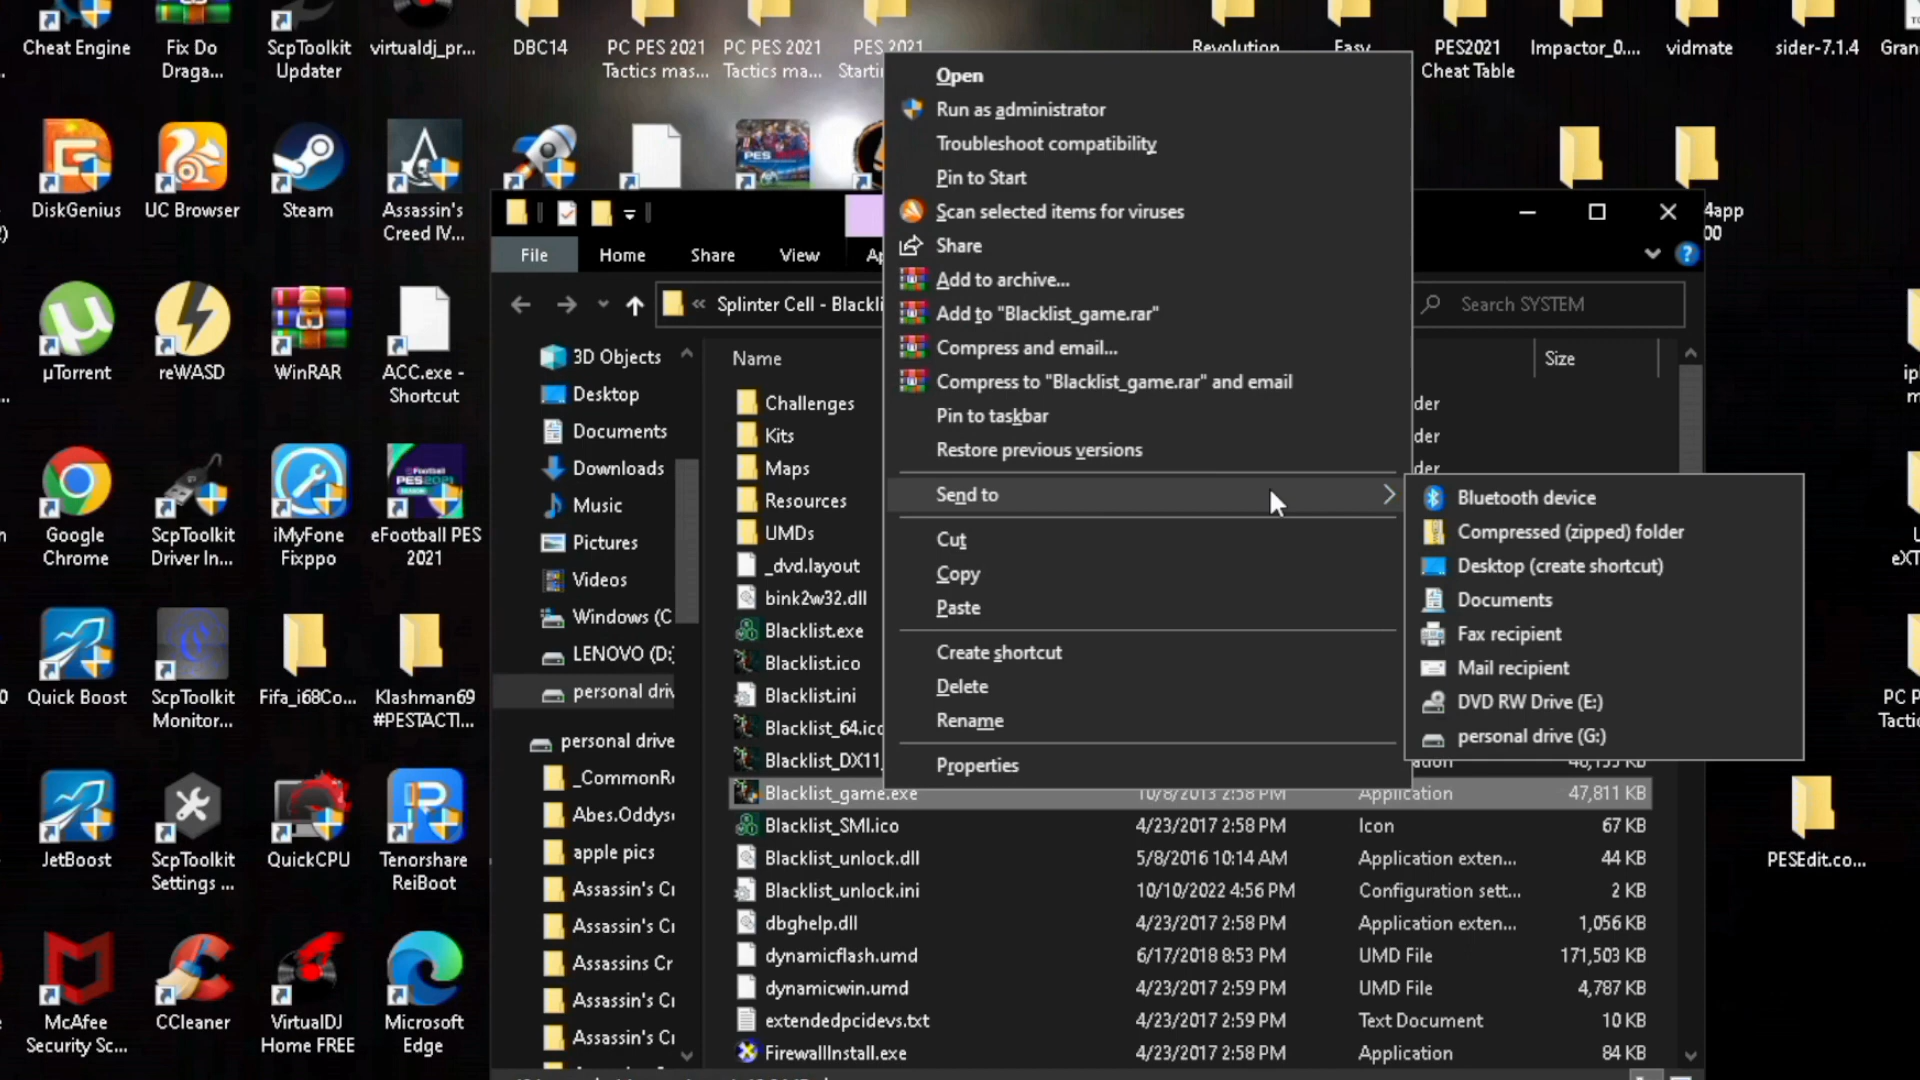 Cheat Engine
Fix Do
Draga...
ScpToolkit
Updater
virtualdj_pr...
DBC14
PC PES 2021
Tactics mas...
PC PES 2021
Tactics ma...
PES 2021
Startin
Revolution
Easy
PES2021
Cheat Table
Impactor_0....
vidmate
sider-7.1.4
Gran
DiskGenius
UC Browser
Steam
Assassin's
Creed IV...
4app
00
µTorrent
reWASD
WinRAR
ACC.exe -
Shortcut
Google
Chrome
ScpToolkit
Driver In...
iMyFone
Fixppo
eFootball PES
2021
Quick Boost
ScpToolkit
Monitor...
Fifa_i68Co...
Klashman69
#PESTACTI...
JetBoost
ScpToolkit
Settings ...
QuickCPU
Tenorshare
ReiBoot
McAfee
Security Sc...
CCleaner
VirtualDJ
Home FREE
Microsoft
Edge
PESEdit.co...
PC P
Tactic
File
Home
Share
View
Ap
« Splinter Cell - Blackli
Search SYSTEM
3D Objects
Desktop
Documents
Downloads
Music
Pictures
Videos
Windows (C
LENOVO (D:
personal driv
personal drive
_CommonR
Abes.Oddys
apple pics
Assassin's C
Assassin's C
Assassins Cr
Assassin's C
Assassin's C
Name
Size
Challenges
der
Kits
der
Maps
der
Resources
UMDs
_dvd.layout
bink2w32.dll
Blacklist.exe
Blacklist.ico
Blacklist.ini
Blacklist_64.ico
Blacklist_DX11_
Blacklist_game.exe 10/8/2013 2:58 PM Application 47,811 KB
Blacklist_SMI.ico 4/23/2017 2:58 PM Icon 67 KB
Blacklist_unlock.dll 5/8/2016 10:14 AM Application exten... 44 KB
Blacklist_unlock.ini 10/10/2022 4:56 PM Configuration sett... 2 KB
dbghelp.dll 4/23/2017 2:58 PM Application exten... 1,056 KB
dynamicflash.umd 6/17/2018 8:53 PM UMD File 171,503 KB
dynamicwin.umd 4/23/2017 2:59 PM UMD File 4,787 KB
extendedpcidevs.txt 4/23/2017 2:59 PM Text Document 10 KB
FirewallInstall.exe 4/23/2017 2:58 PM Application 84 KB
Open
Run as administrator
Troubleshoot compatibility
Pin to Start
Scan selected items for viruses
Share
Add to archive...
Add to "Blacklist_game.rar"
Compress and email...
Compress to "Blacklist_game.rar" and email
Pin to taskbar
Restore previous versions
Send to
Cut
Copy
Paste
Create shortcut
Delete
Rename
Properties
Bluetooth device
Compressed (zipped) folder
Desktop (create shortcut)
Documents
Fax recipient
Mail recipient
DVD RW Drive (E:)
personal drive (G:)